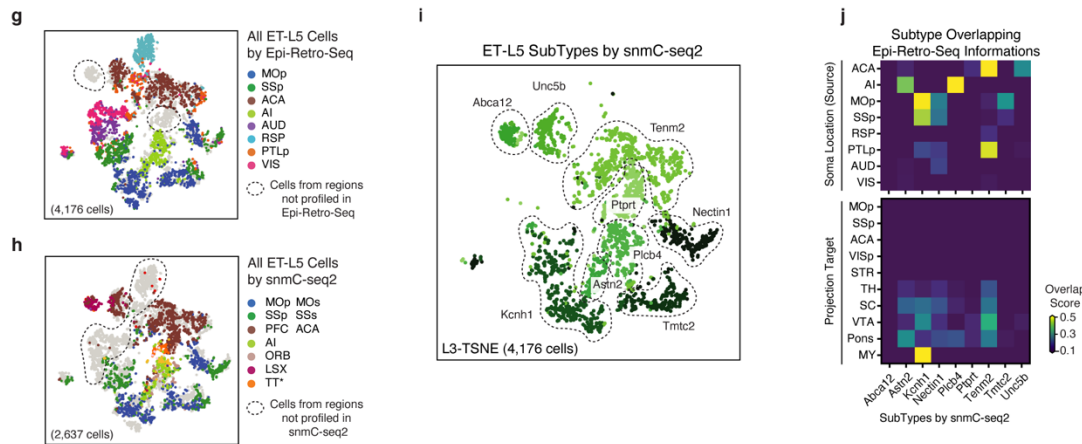 g
All ET-L5 Cells
by Epi-Retro-Seq
MOp
SSp
ACA
AI
AUD
RSP
PTLp
VIS
Cells from regions
not profiled in
Epi-Retro-Seq
(4,176 cells)
h
All ET-L5 Cells
by snmC-seq2
MOp MOs
SSp SSs
PFC ACA
AI
ORB
LSX
TT*
Cells from regions
not profiled in
snmC-seq2
(2,637 cells)
i
ET-L5 SubTypes by snmC-seq2
Unc5b
Abca12
Tenm2
Ptprt
Nectin1
Plcb4
Astn2
Kcnh1
Tmtc2
L3-TSNE (4,176 cells)
j
Subtype Overlapping
Epi-Retro-Seq Informations
Soma Location (Source)
ACA
AI
MOp
SSp
RSP
PTLp
AUD
VIS
Projection Target
MOp
SSp
ACA
VISp
STR
TH
SC
VTA
Pons
MY
Overlap
Score
0.5
0.1
Abca12
Astn2
Kcnh1
Nectin1
Plcb4
Ptprt
Tenm2
Tmtc2
Unc5b
SubTypes by snmC-seq2